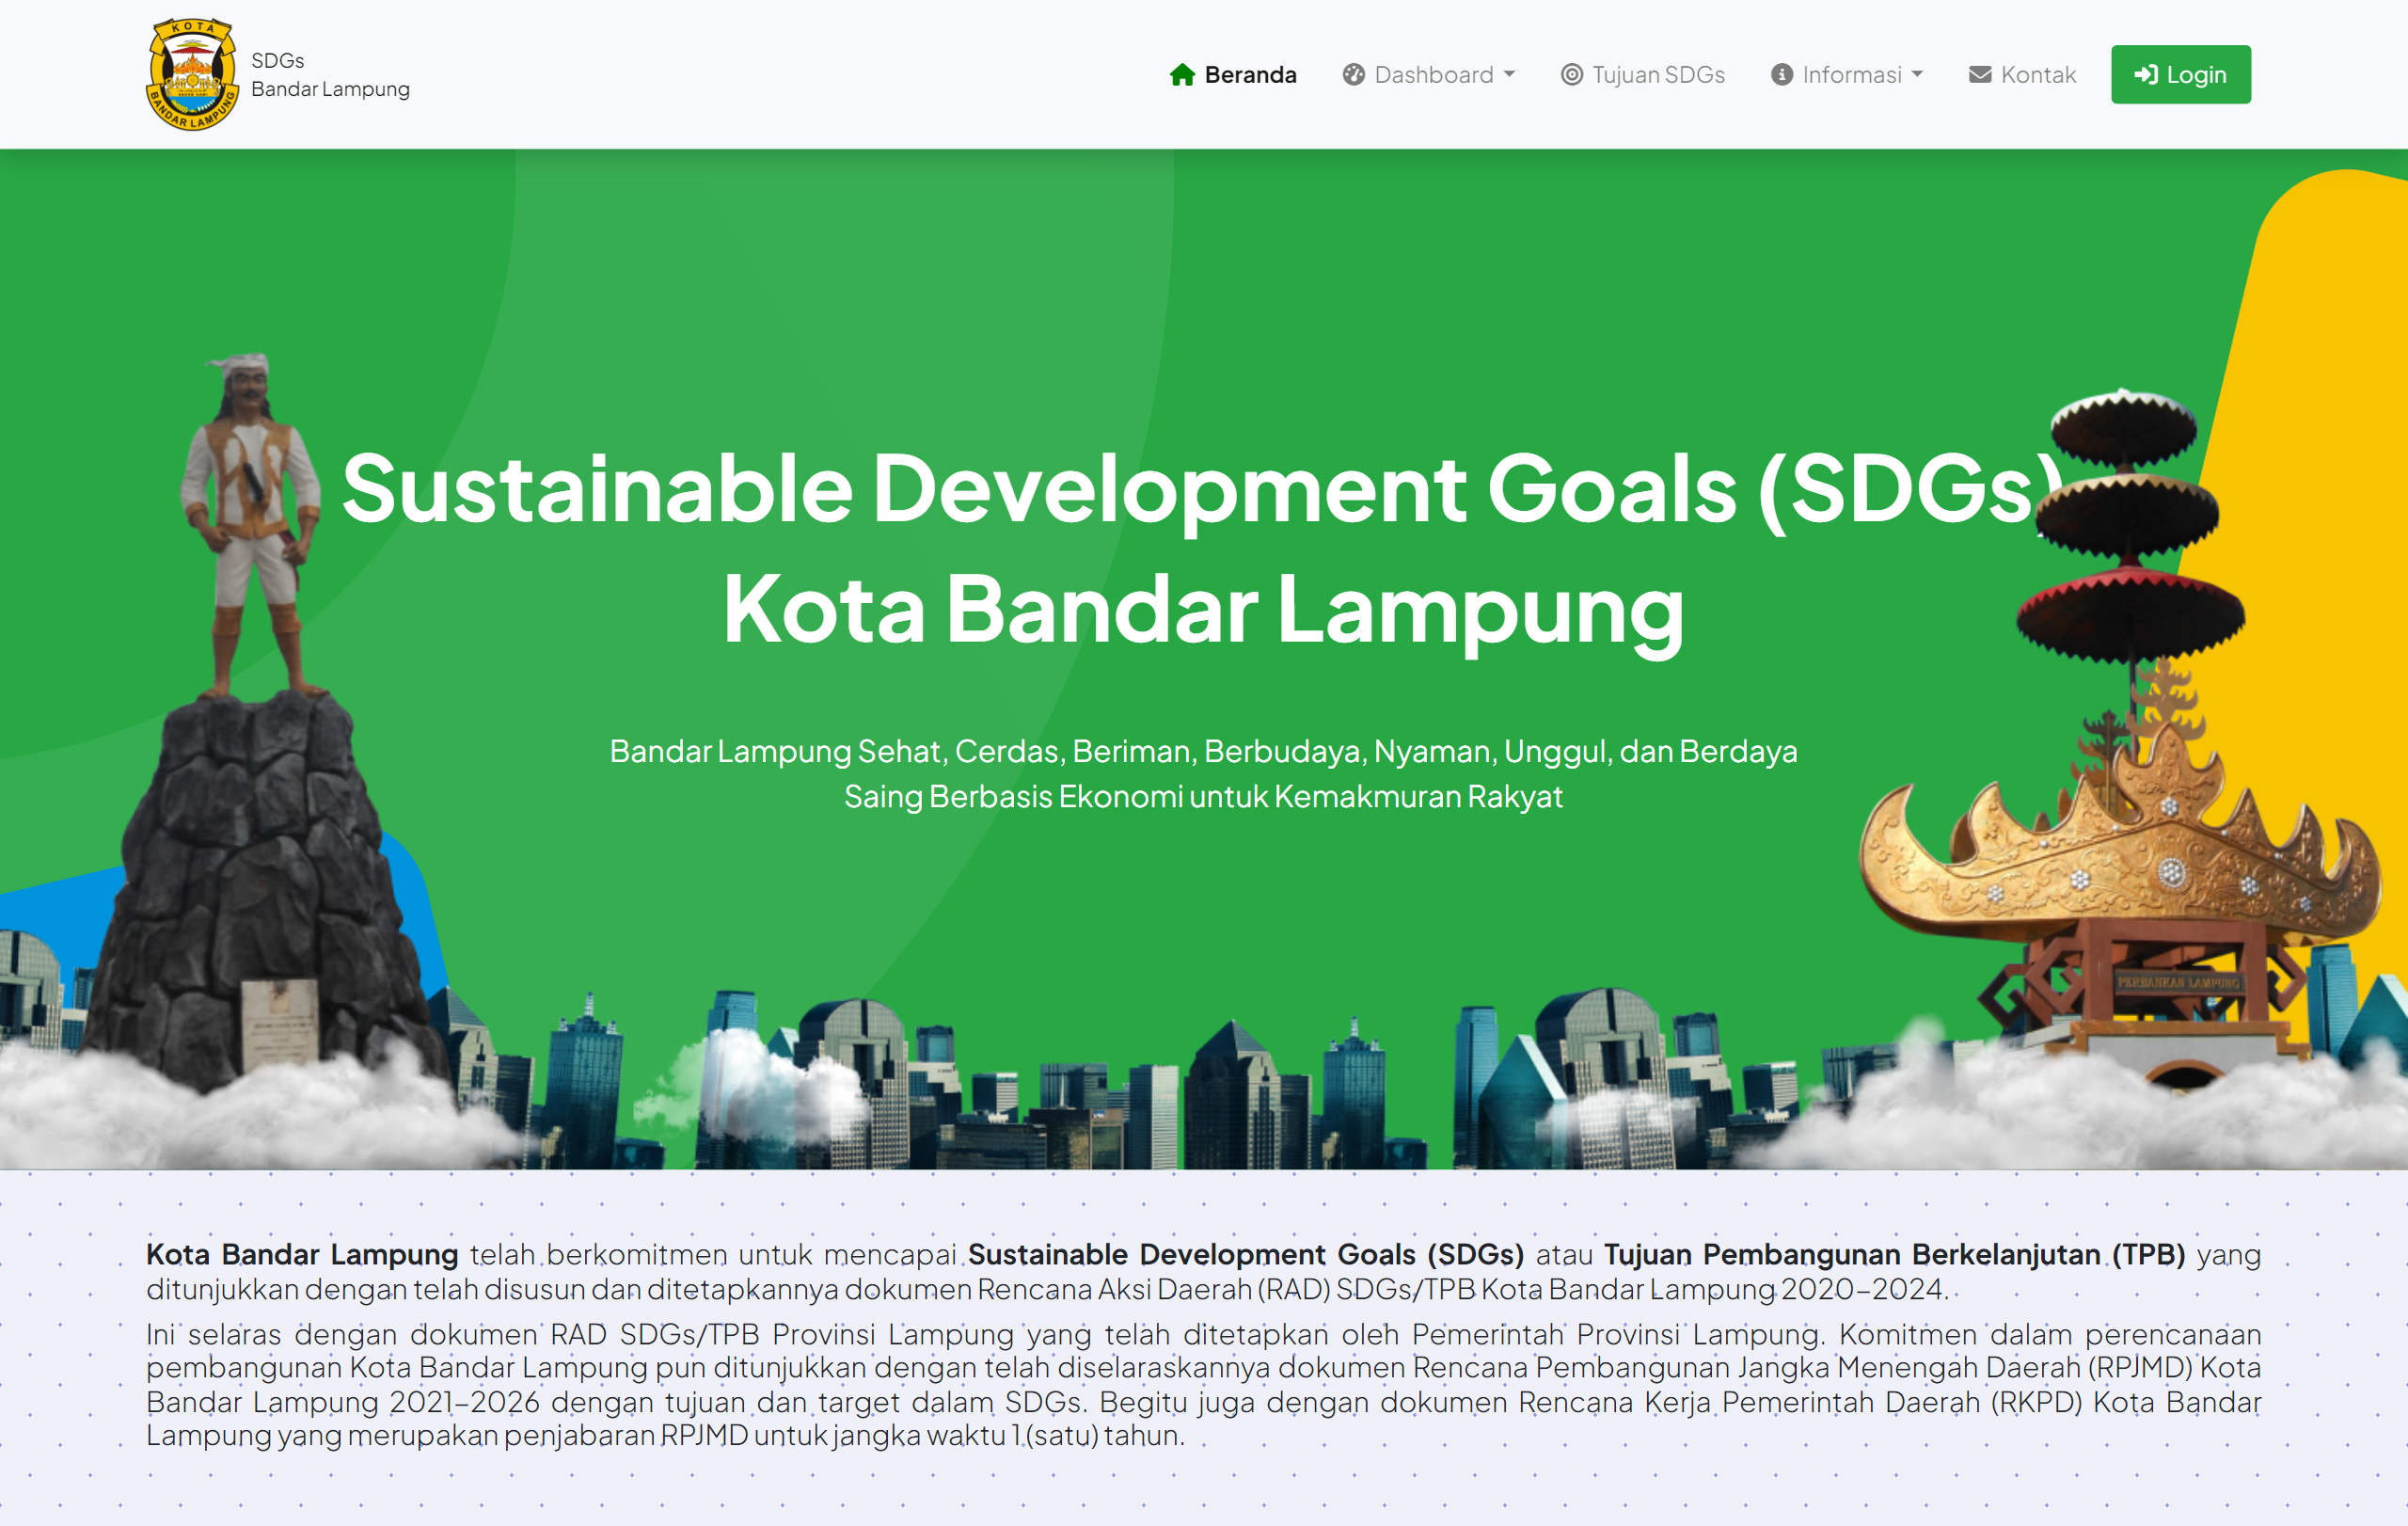 KOTA
BANDAR LAMPUNG
SDGs
Bandar Lampung
Beranda
Dashboard
Tujuan SDGs
Informasi
Kontak
Login
Sustainable Development Goals (SDGs)
Kota Bandar Lampung
Bandar Lampung Sehat, Cerdas, Beriman, Berbudaya, Nyaman, Unggul, dan Berdaya
Saing Berbasis Ekonomi untuk Kemakmuran Rakyat
PERBANKAN LAMPUNG
Kota Bandar Lampung telah berkomitmen untuk mencapai Sustainable Development Goals (SDGs) atau Tujuan Pembangunan Berkelanjutan (TPB) yang
ditunjukkan dengan telah disusun dan ditetapkannya dokumen Rencana Aksi Daerah (RAD) SDGs/TPB Kota Bandar Lampung 2020–2024.
Ini selaras dengan dokumen RAD SDGs/TPB Provinsi Lampung yang telah ditetapkan oleh Pemerintah Provinsi Lampung. Komitmen dalam perencanaan
pembangunan Kota Bandar Lampung pun ditunjukkan dengan telah diselaraskannya dokumen Rencana Pembangunan Jangka Menengah Daerah (RPJMD) Kota
Bandar Lampung 2021–2026 dengan tujuan dan target dalam SDGs. Begitu juga dengan dokumen Rencana Kerja Pemerintah Daerah (RKPD) Kota Bandar
Lampung yang merupakan penjabaran RPJMD untuk jangka waktu 1 (satu) tahun.